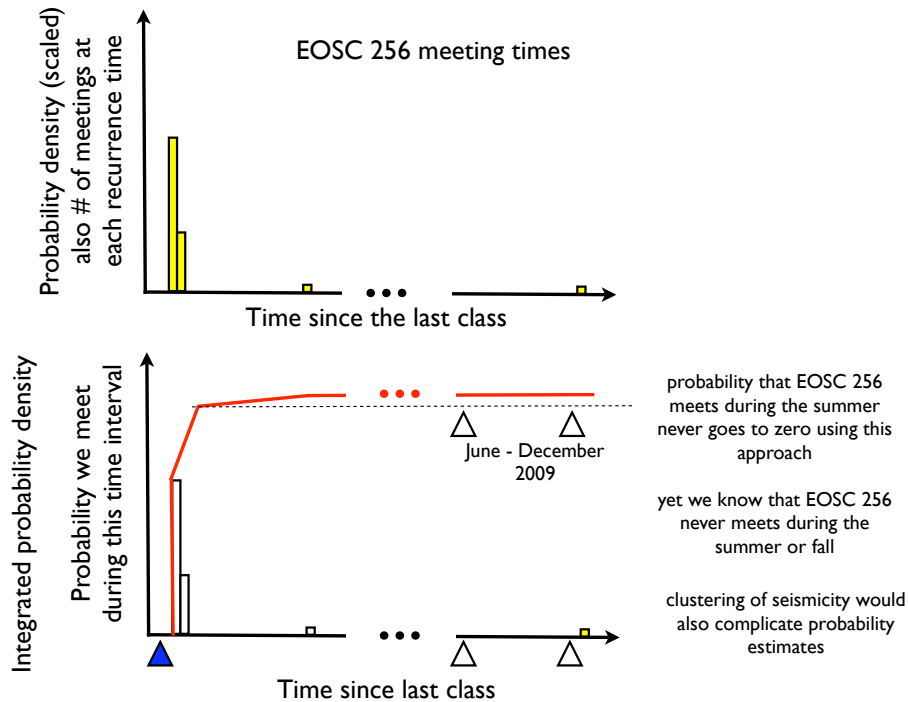 EOSC 256 meeting times
Probability density (scaled)
also # of meetings at
each recurrence time
Time since the last class
Integrated probability density
Probability we meet
during this time interval
June - December
2009
probability that EOSC 256
meets during the summer
never goes to zero using this
approach
yet we know that EOSC 256
never meets during the
summer or fall
clustering of seismicity would
also complicate probability
estimates
Time since last class